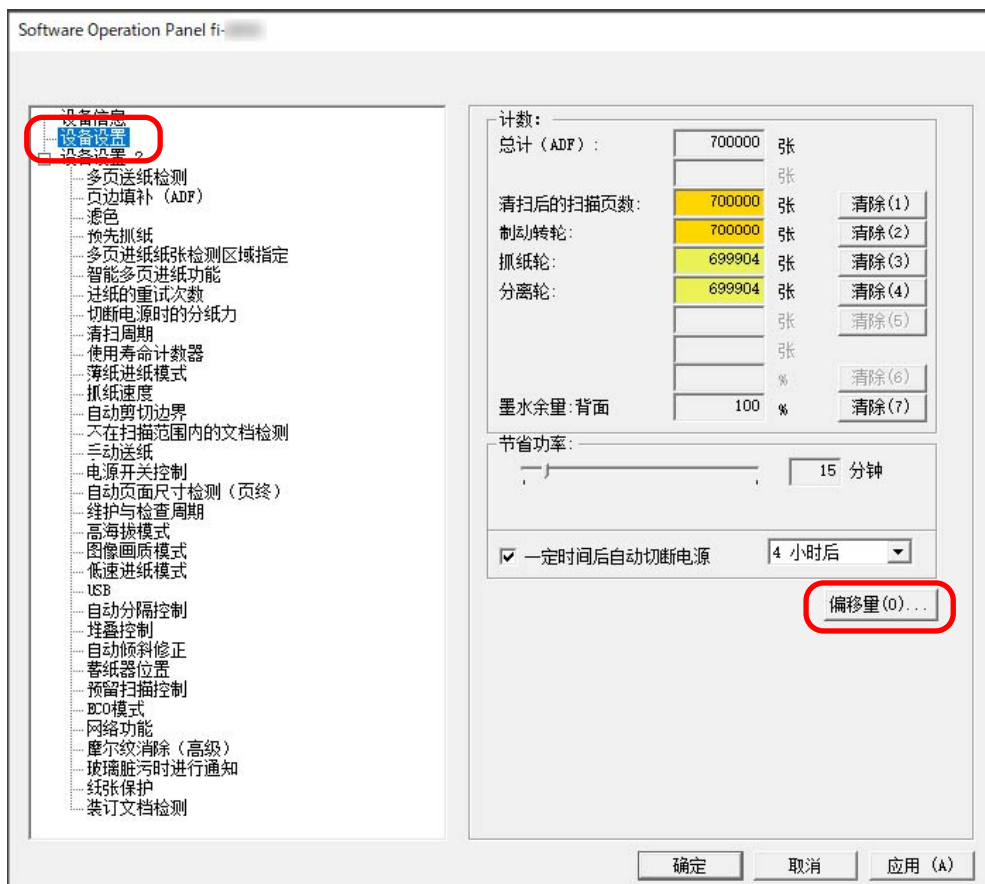 Software Operation Panel fi-
设备信息
设备设置
设备设置 2
多页送纸检测
页边填补 (ADF)
滤色
预先抓纸
多页进纸纸张检测区域指定
智能多页进纸功能
进纸的重试次数
切断电源时的分纸力
清扫周期
使用寿命计数器
薄纸进纸模式
抓纸速度
自动剪切边界
不在扫描范围内的文档检测
手动送纸
电源开关控制
自动页面尺寸检测（页终）
维护与检查周期
高海拔模式
图像画质模式
低速进纸模式
USB
自动分隔控制
堆叠控制
自动倾斜修正
蓄纸器位置
预留扫描控制
ECO模式
网络功能
摩尔纹消除（高级）
玻璃脏污时进行通知
纸张保护
装订文档检测
计数:
总计 (ADF) : 700000 张
张
清扫后的扫描页数: 700000 张 清除(1)
制动转轮: 700000 张 清除(2)
抓纸轮: 699904 张 清除(3)
分离轮: 699904 张 清除(4)
张 清除(5)
张
% 清除(6)
墨水余量:背面 100 % 清除(7)
节省功率:
15 分钟
一定时间后自动切断电源 4 小时后
偏移量(O)...
确定 取消 应用 (A)